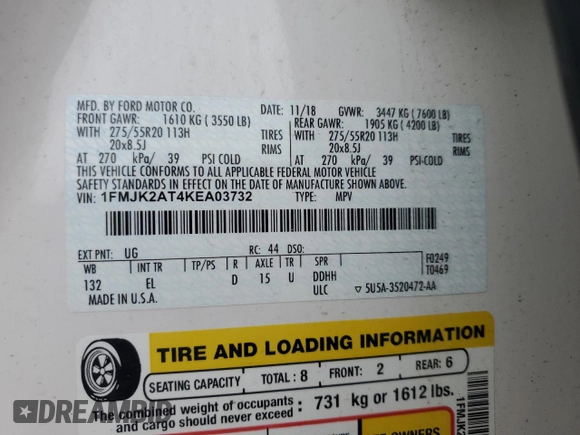 MFD. BY FORD MOTOR CO. DATE: 11/18 GVWR: 3447 KG (7600 LB)
FRONT GAWR: 1610 KG (3550 LB) REAR GAWR: 1905 KG (4200 LB)
WITH 275/55R20 113H TIRES WITH 275/55R20 113H TIRES
20x8.5J RIMS 20x8.5J RIMS
AT 270 kPa/ 39 PSI COLD AT 270 kPa/ 39 PSI-COLD
THIS VEHICLE CONFORMS TO ALL APPLICABLE FEDERAL MOTOR VEHICLE
SAFETY STANDARDS IN EFFECT ON THE DATE OF MANUFACTURE SHOWN ABOVE.
VIN: 1FMJK2AT4KEA03732 TYPE: MPV
EXT PNT: UG RC: 44 DSO:
WB INT TR TP/PS R AXLE TR SPR F0249
132 EL D 15 U DDHH T0469
MADE IN U.S.A. ULC 5U5A-3520472-AA
TIRE AND LOADING INFORMATION
SEATING CAPACITY TOTAL: 8 FRONT: 2 REAR: 6
The combined weight of occupants and cargo should never exceed: 731 kg or 1612 lbs.
OWNERS
1FMJK
DREAMBID